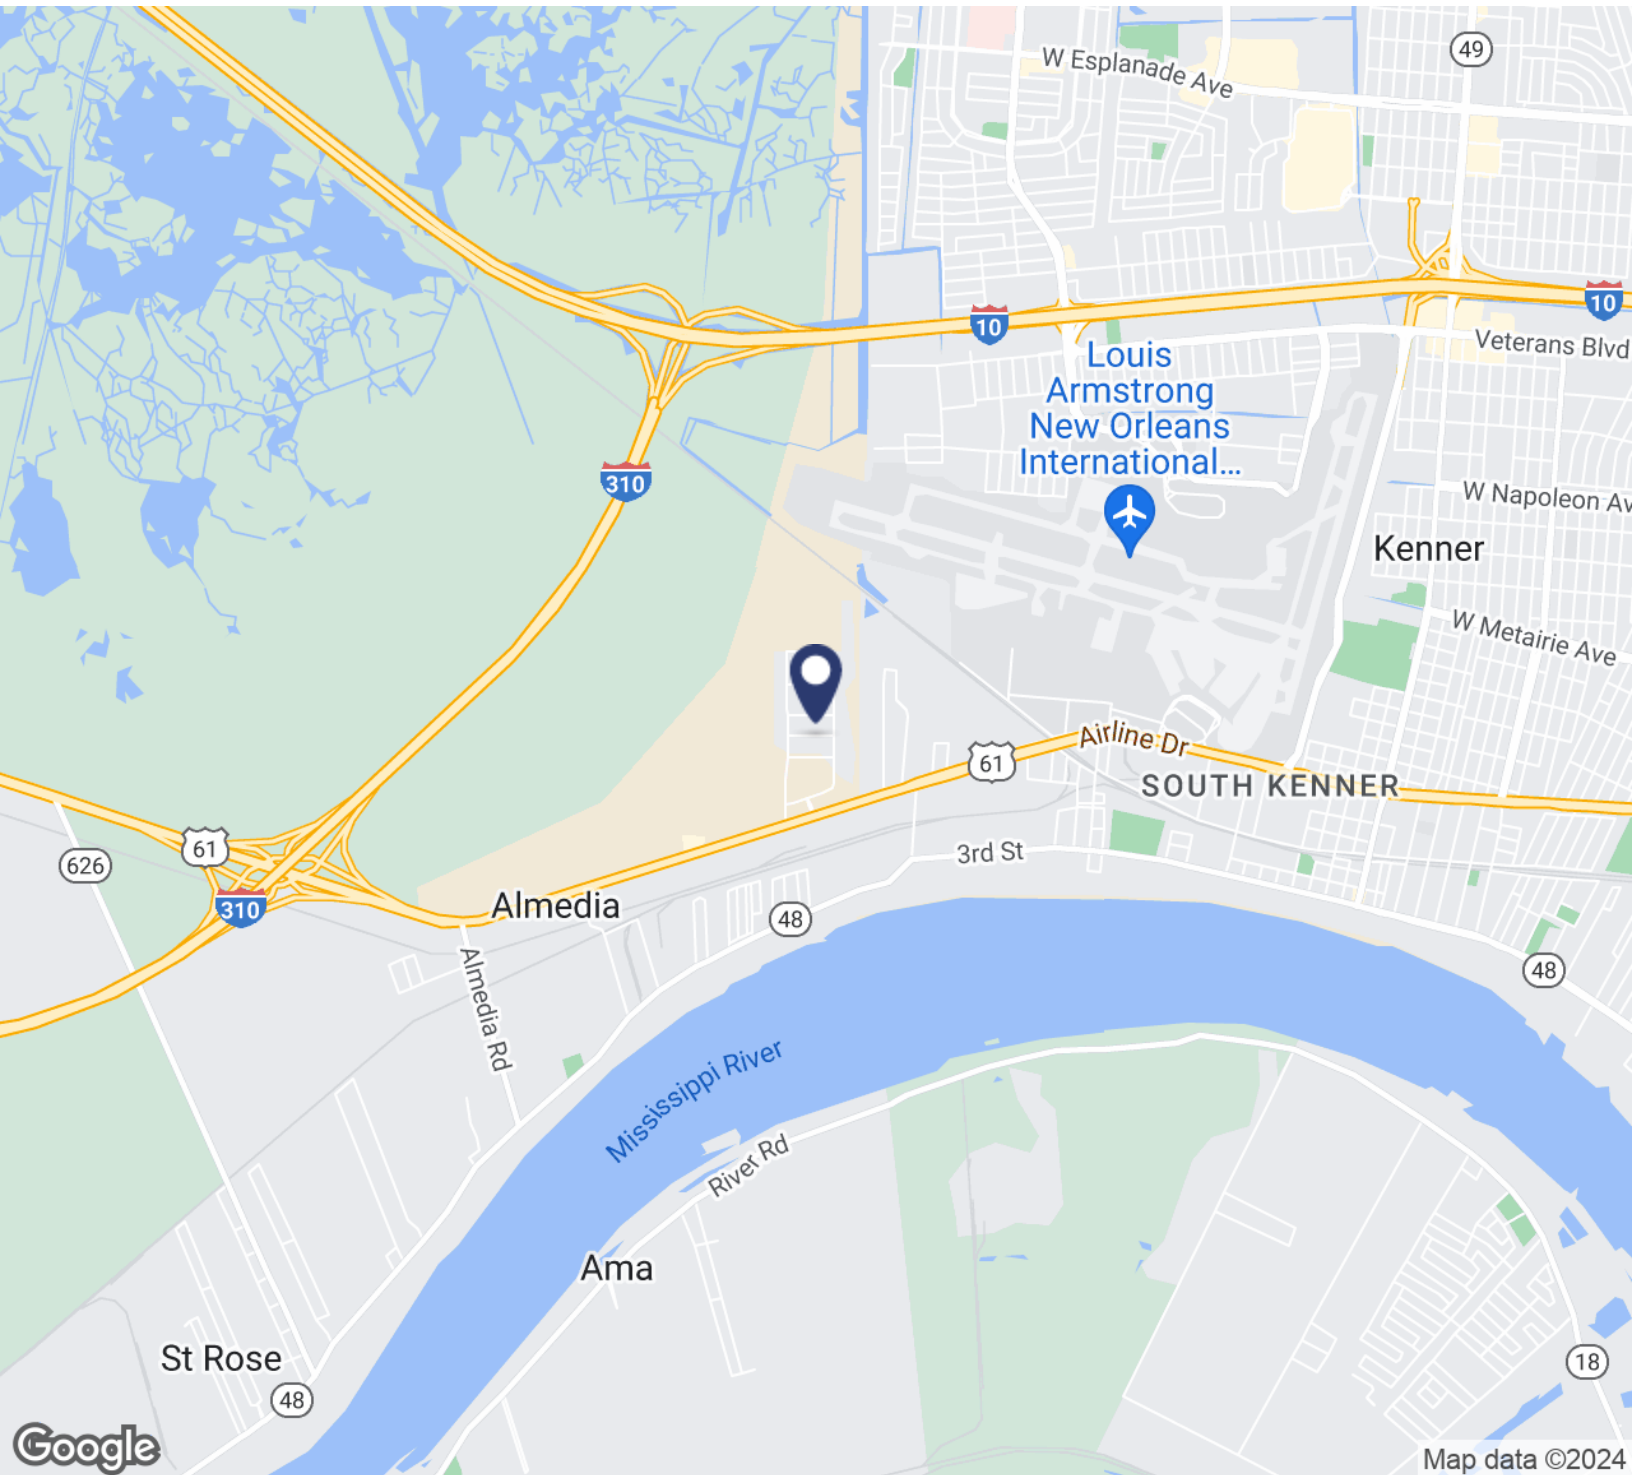 49
W Esplanade Ave
10
10
Veterans Blvd
Louis
Armstrong
New Orleans
International...
310
W Napoleon Av
Kenner
W Metairie Ave
Airline Dr
61
SOUTH KENNER
61
626
3rd St
310
Almedia
48
48
Almedia Rd
Mississippi River
River Rd
Ama
St Rose
18
48
Google
Map data ©2024